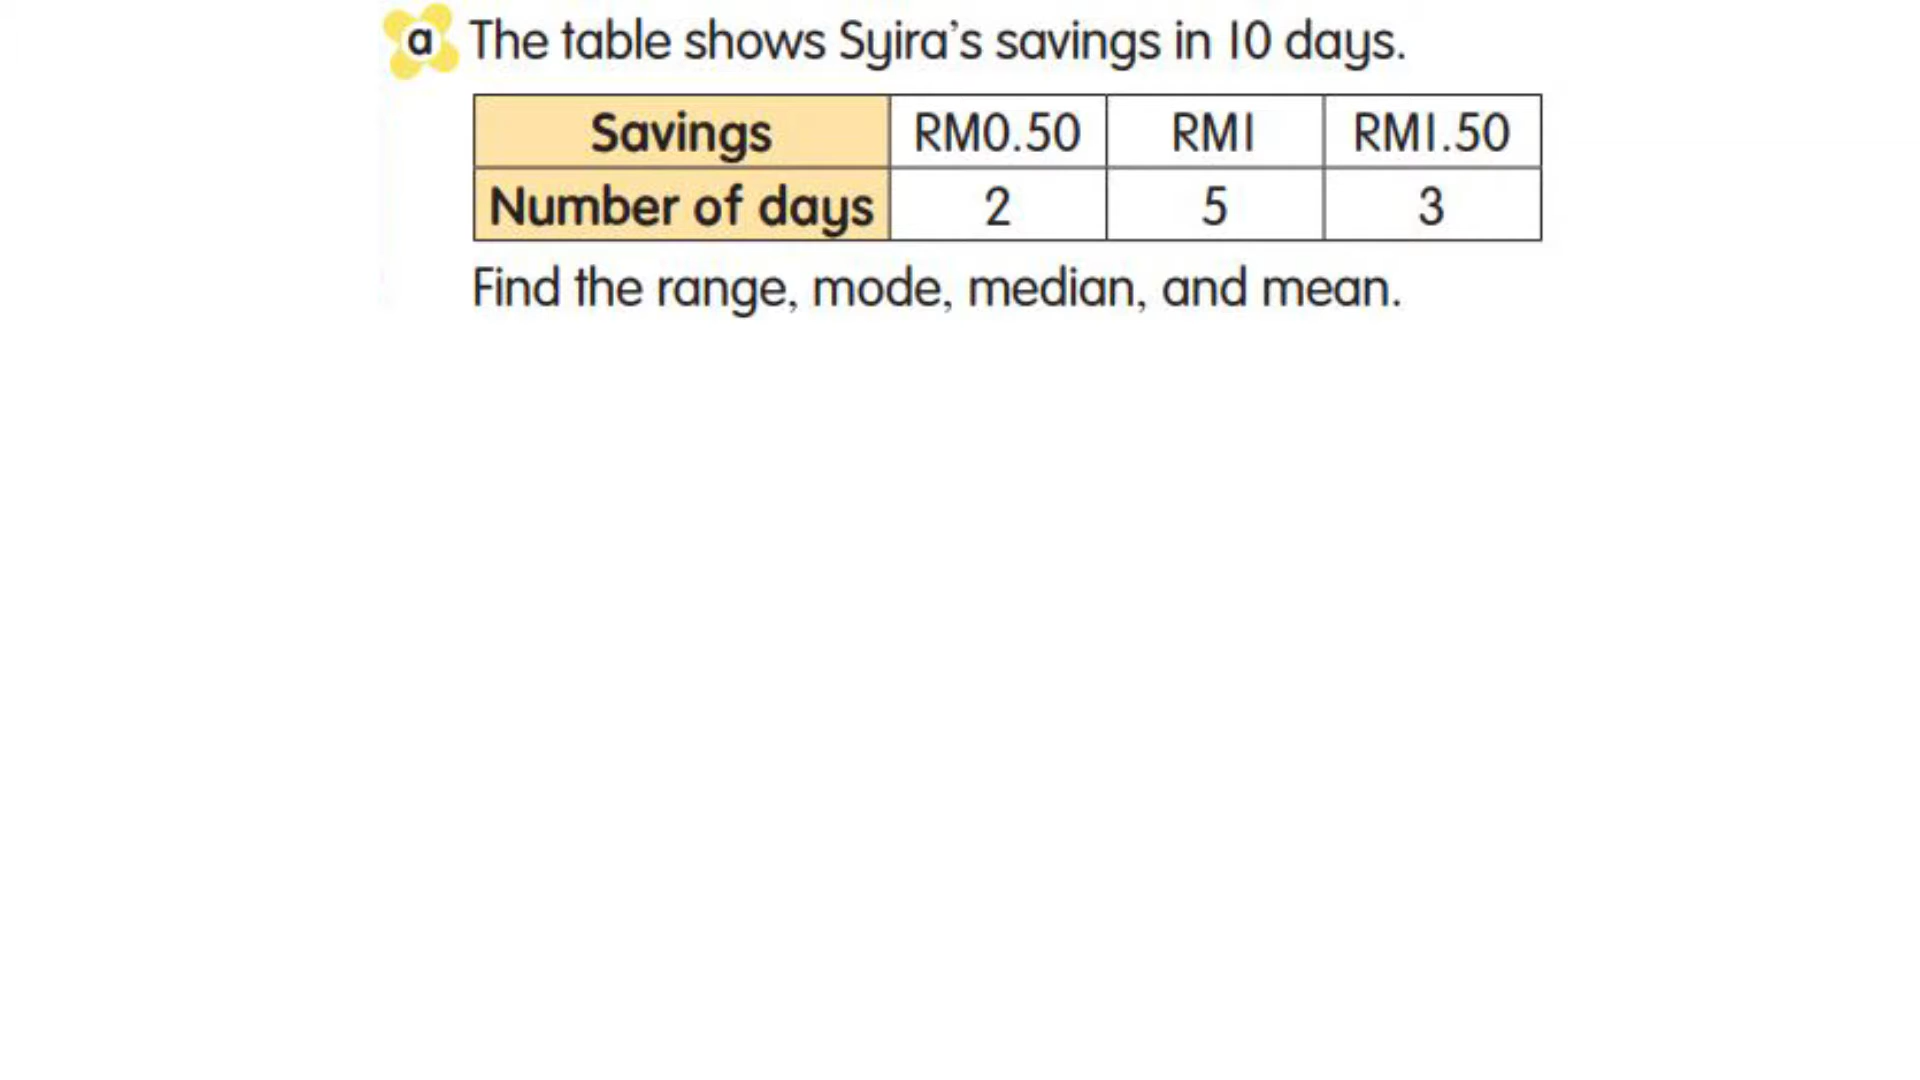 a The table shows Syira's savings in 10 days.
Savings RM0.50 RM1 RM1.50
Number of days 2 5 3
Find the range, mode, median, and mean.